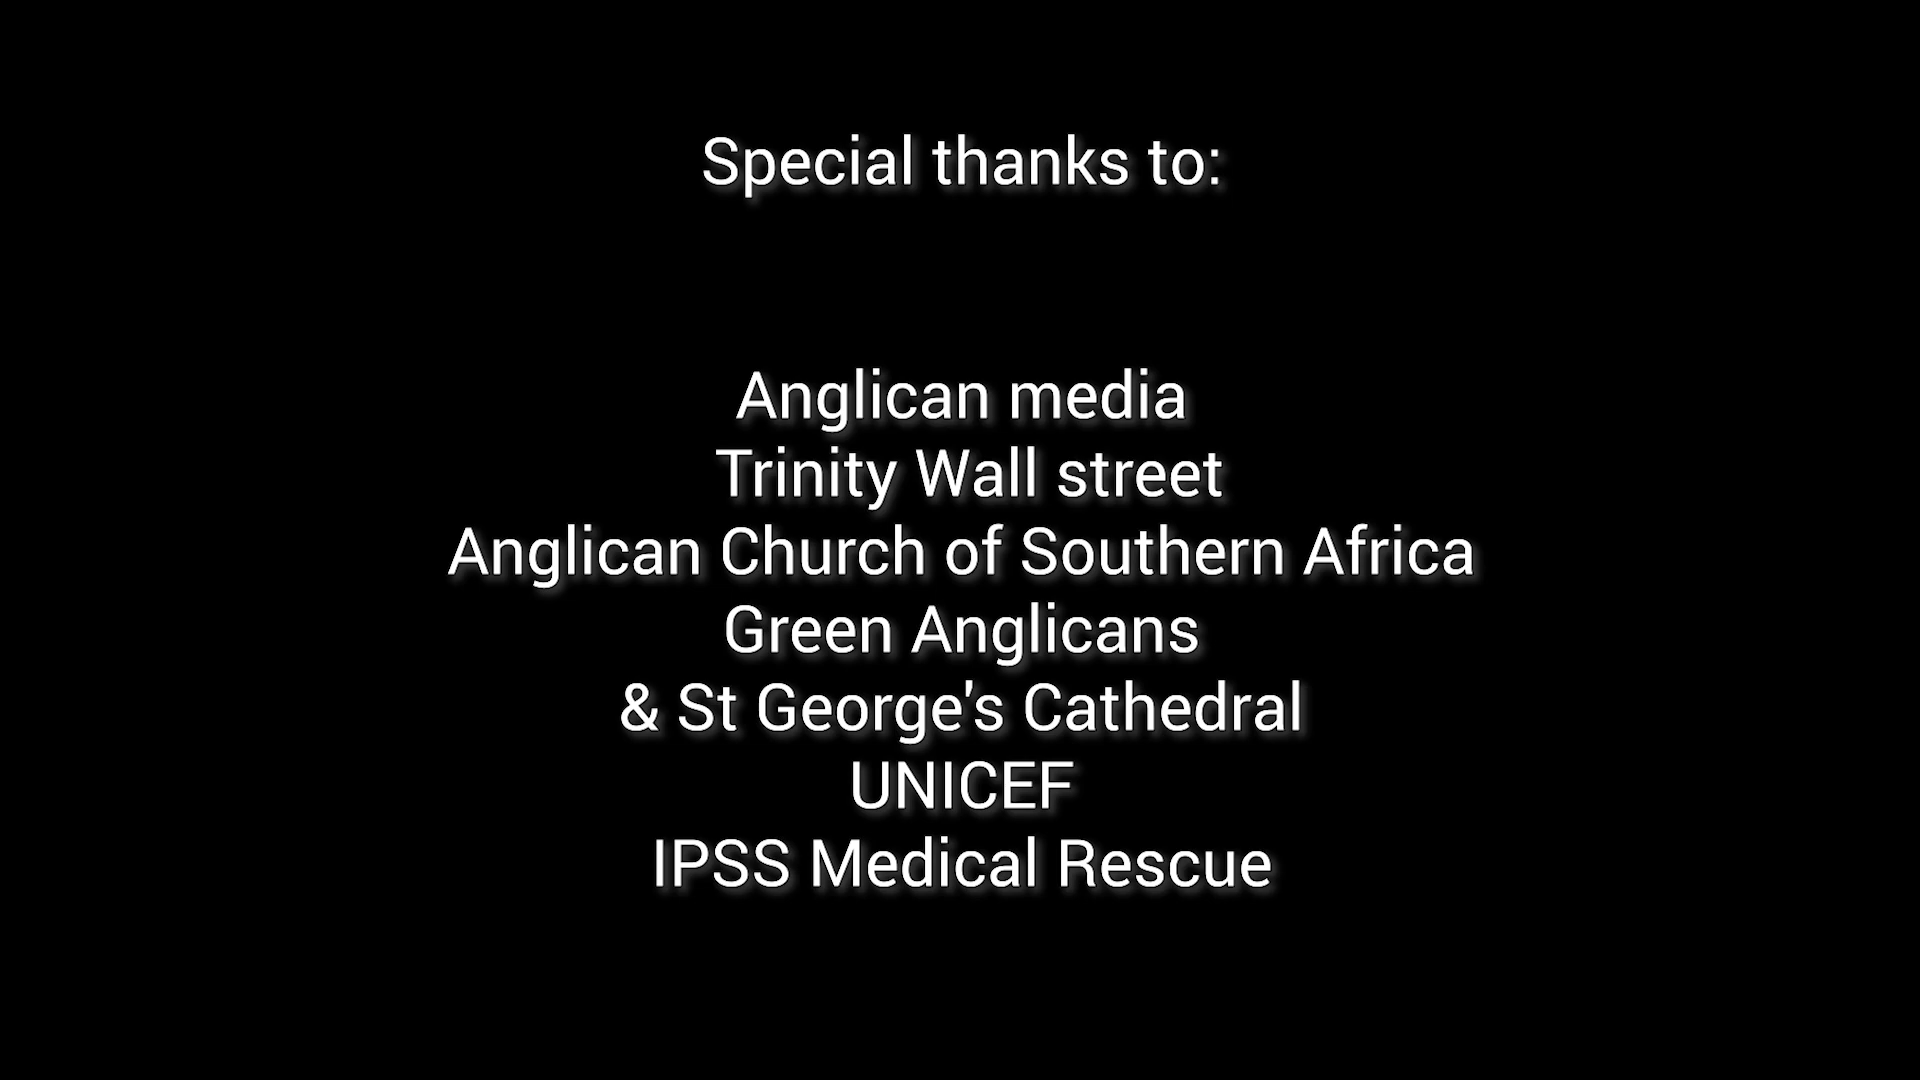 Special thanks to:
Anglican media
Trinity Wall street
Anglican Church of Southern Africa
Green Anglicans
& St George's Cathedral
UNICEF
IPSS Medical Rescue